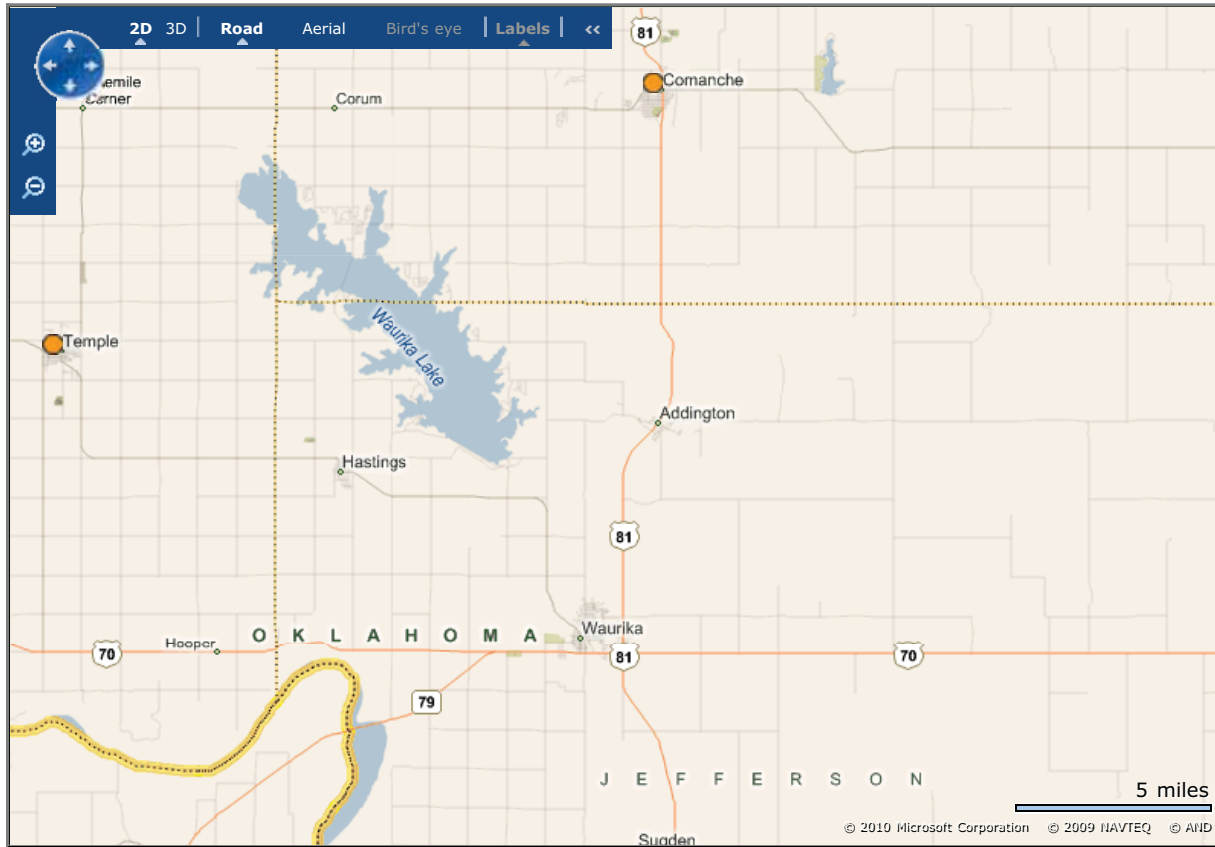 2D 3D Road Aerial Bird's eye Labels <<
81
Comanche
emile
Corner
Corum
Waurika Lake
Temple
Addington
Hastings
81
OKLAHOMA
Waurika
Hooper
70
81
70
79
JEFFERSON
5 miles
© 2010 Microsoft Corporation © 2009 NAVTEQ © AND
Sugden